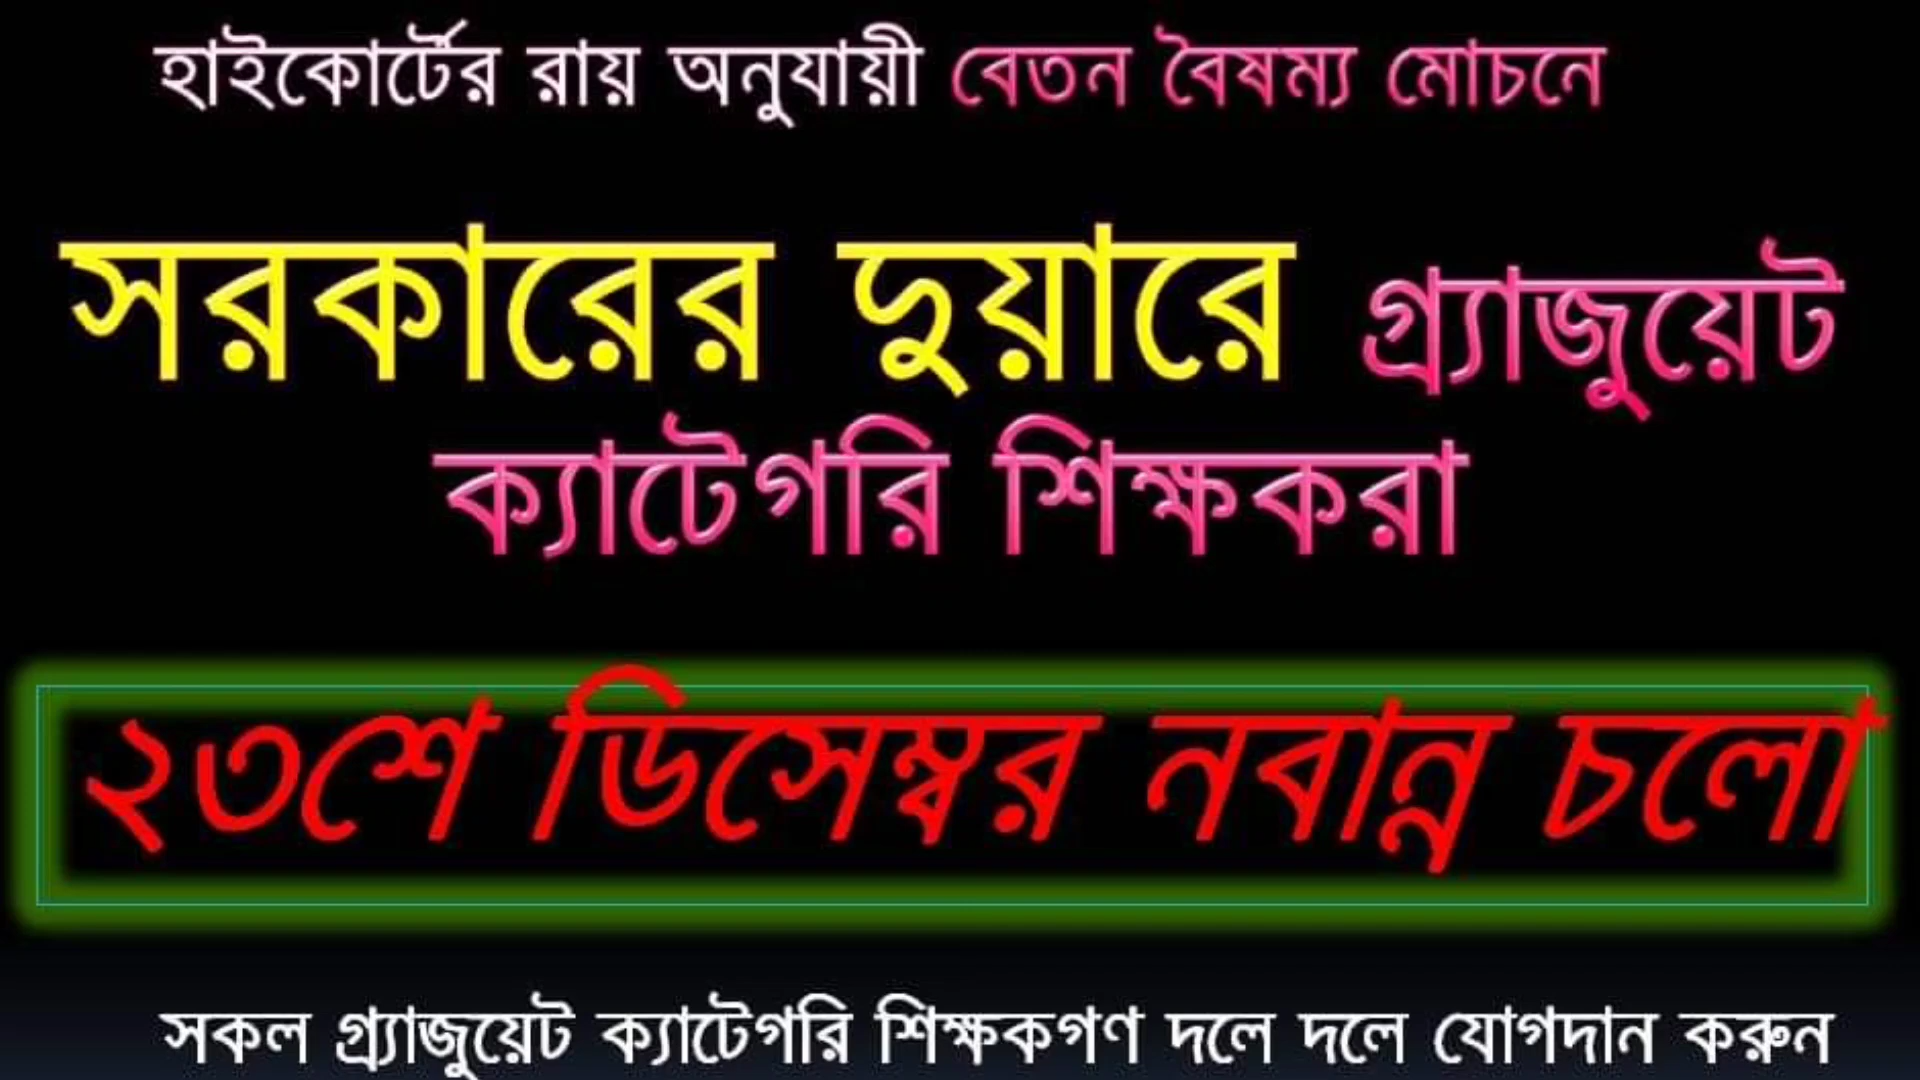 হাইকোর্টের রায় অনুযায়ী বেতন বৈষম্য মোচনে
সরকারের দুয়ারে গ্র্যাজুয়েট
ক্যাটেগরি শিক্ষকরা
২৩শে ডিসেম্বর নবান্ন চলো
সকল গ্র্যাজুয়েট ক্যাটেগরি শিক্ষকগণ দলে দলে যোগদান করুন